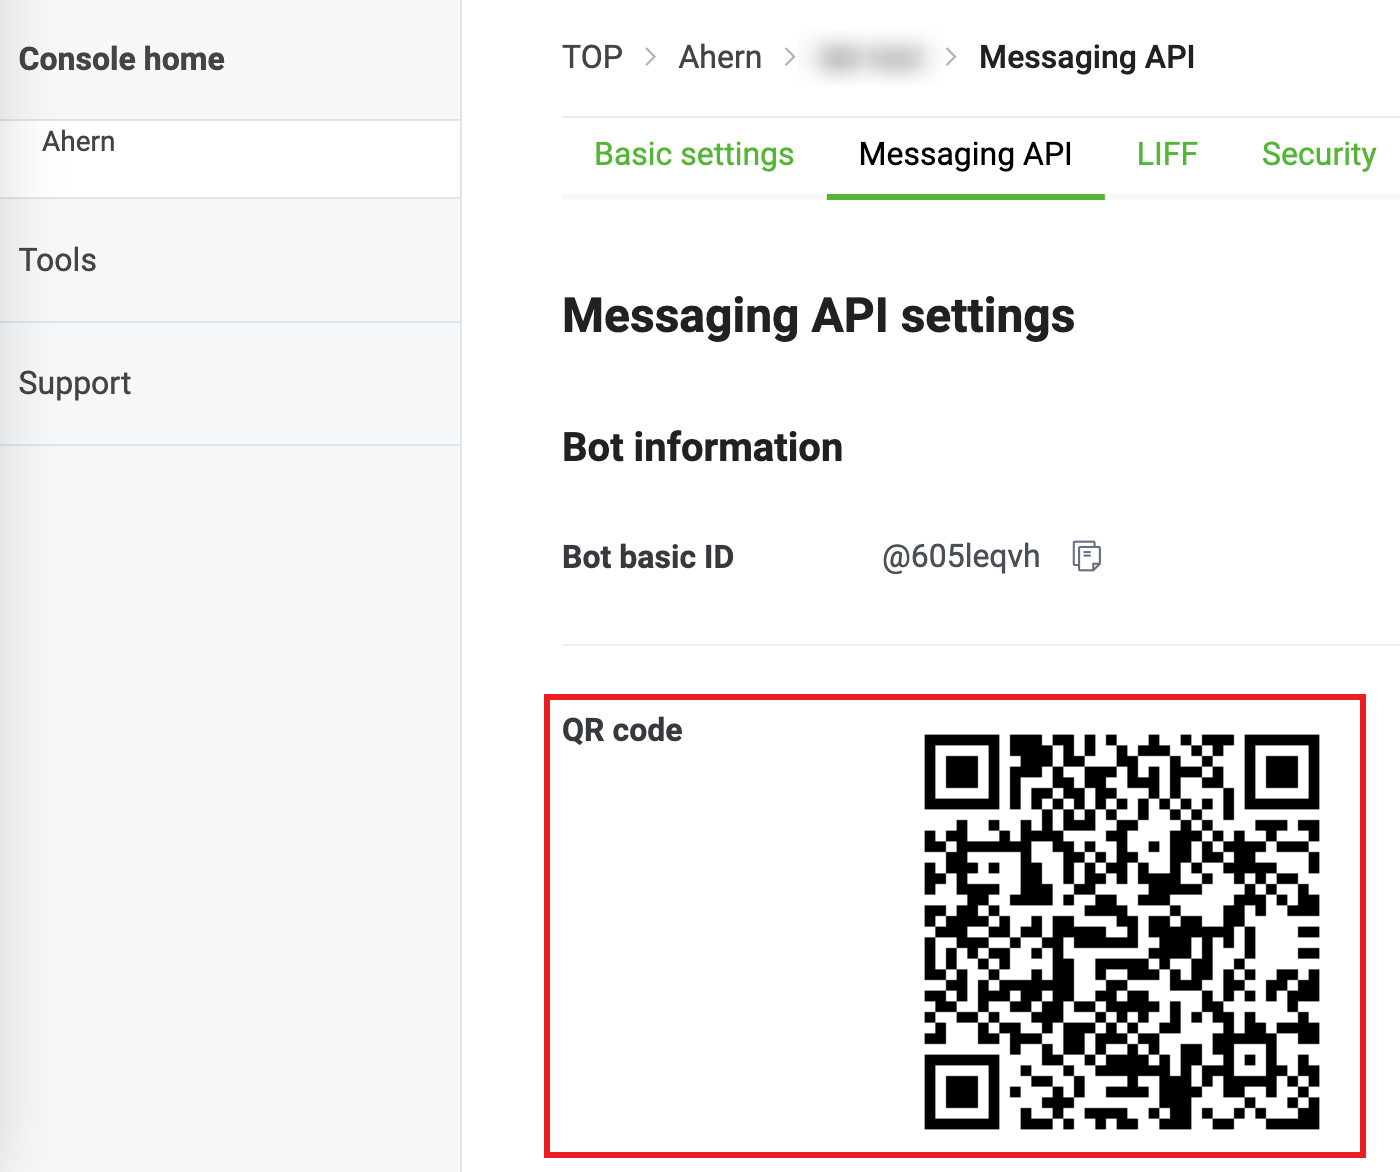 Console home
Ahern
Tools
Support
TOP > Ahern > > Messaging API
Basic settings Messaging API LIFF Security
Messaging API settings
Bot information
Bot basic ID @605leqvh
QR code